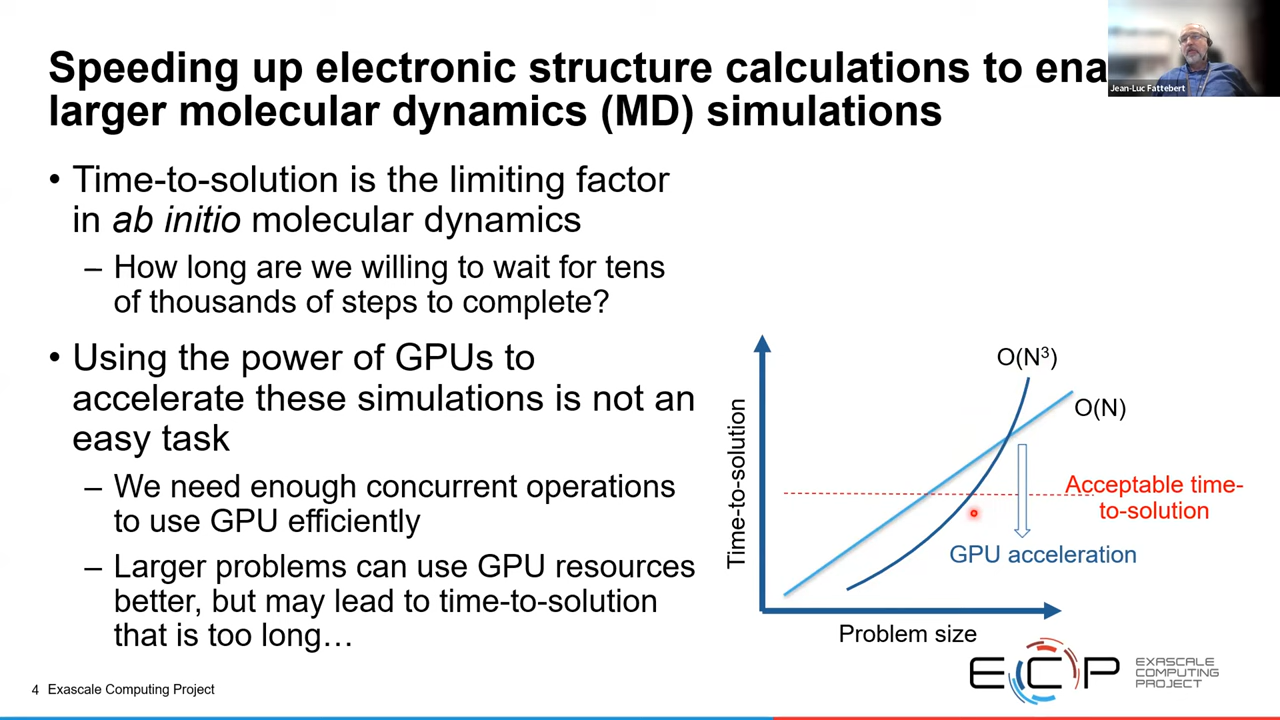 Speeding up electronic structure calculations to ena
larger molecular dynamics (MD) simulations
Jean-Luc Fattebert
• Time-to-solution is the limiting factor
in ab initio molecular dynamics
– How long are we willing to wait for tens
of thousands of steps to complete?
• Using the power of GPUs to
accelerate these simulations is not an
easy task
– We need enough concurrent operations
to use GPU efficiently
– Larger problems can use GPU resources
better, but may lead to time-to-solution
that is too long…
Time-to-solution
O(N³)
O(N)
Acceptable time-
to-solution
GPU acceleration
Problem size
ECP
EXASCALE
COMPUTING
PROJECT
4 Exascale Computing Project